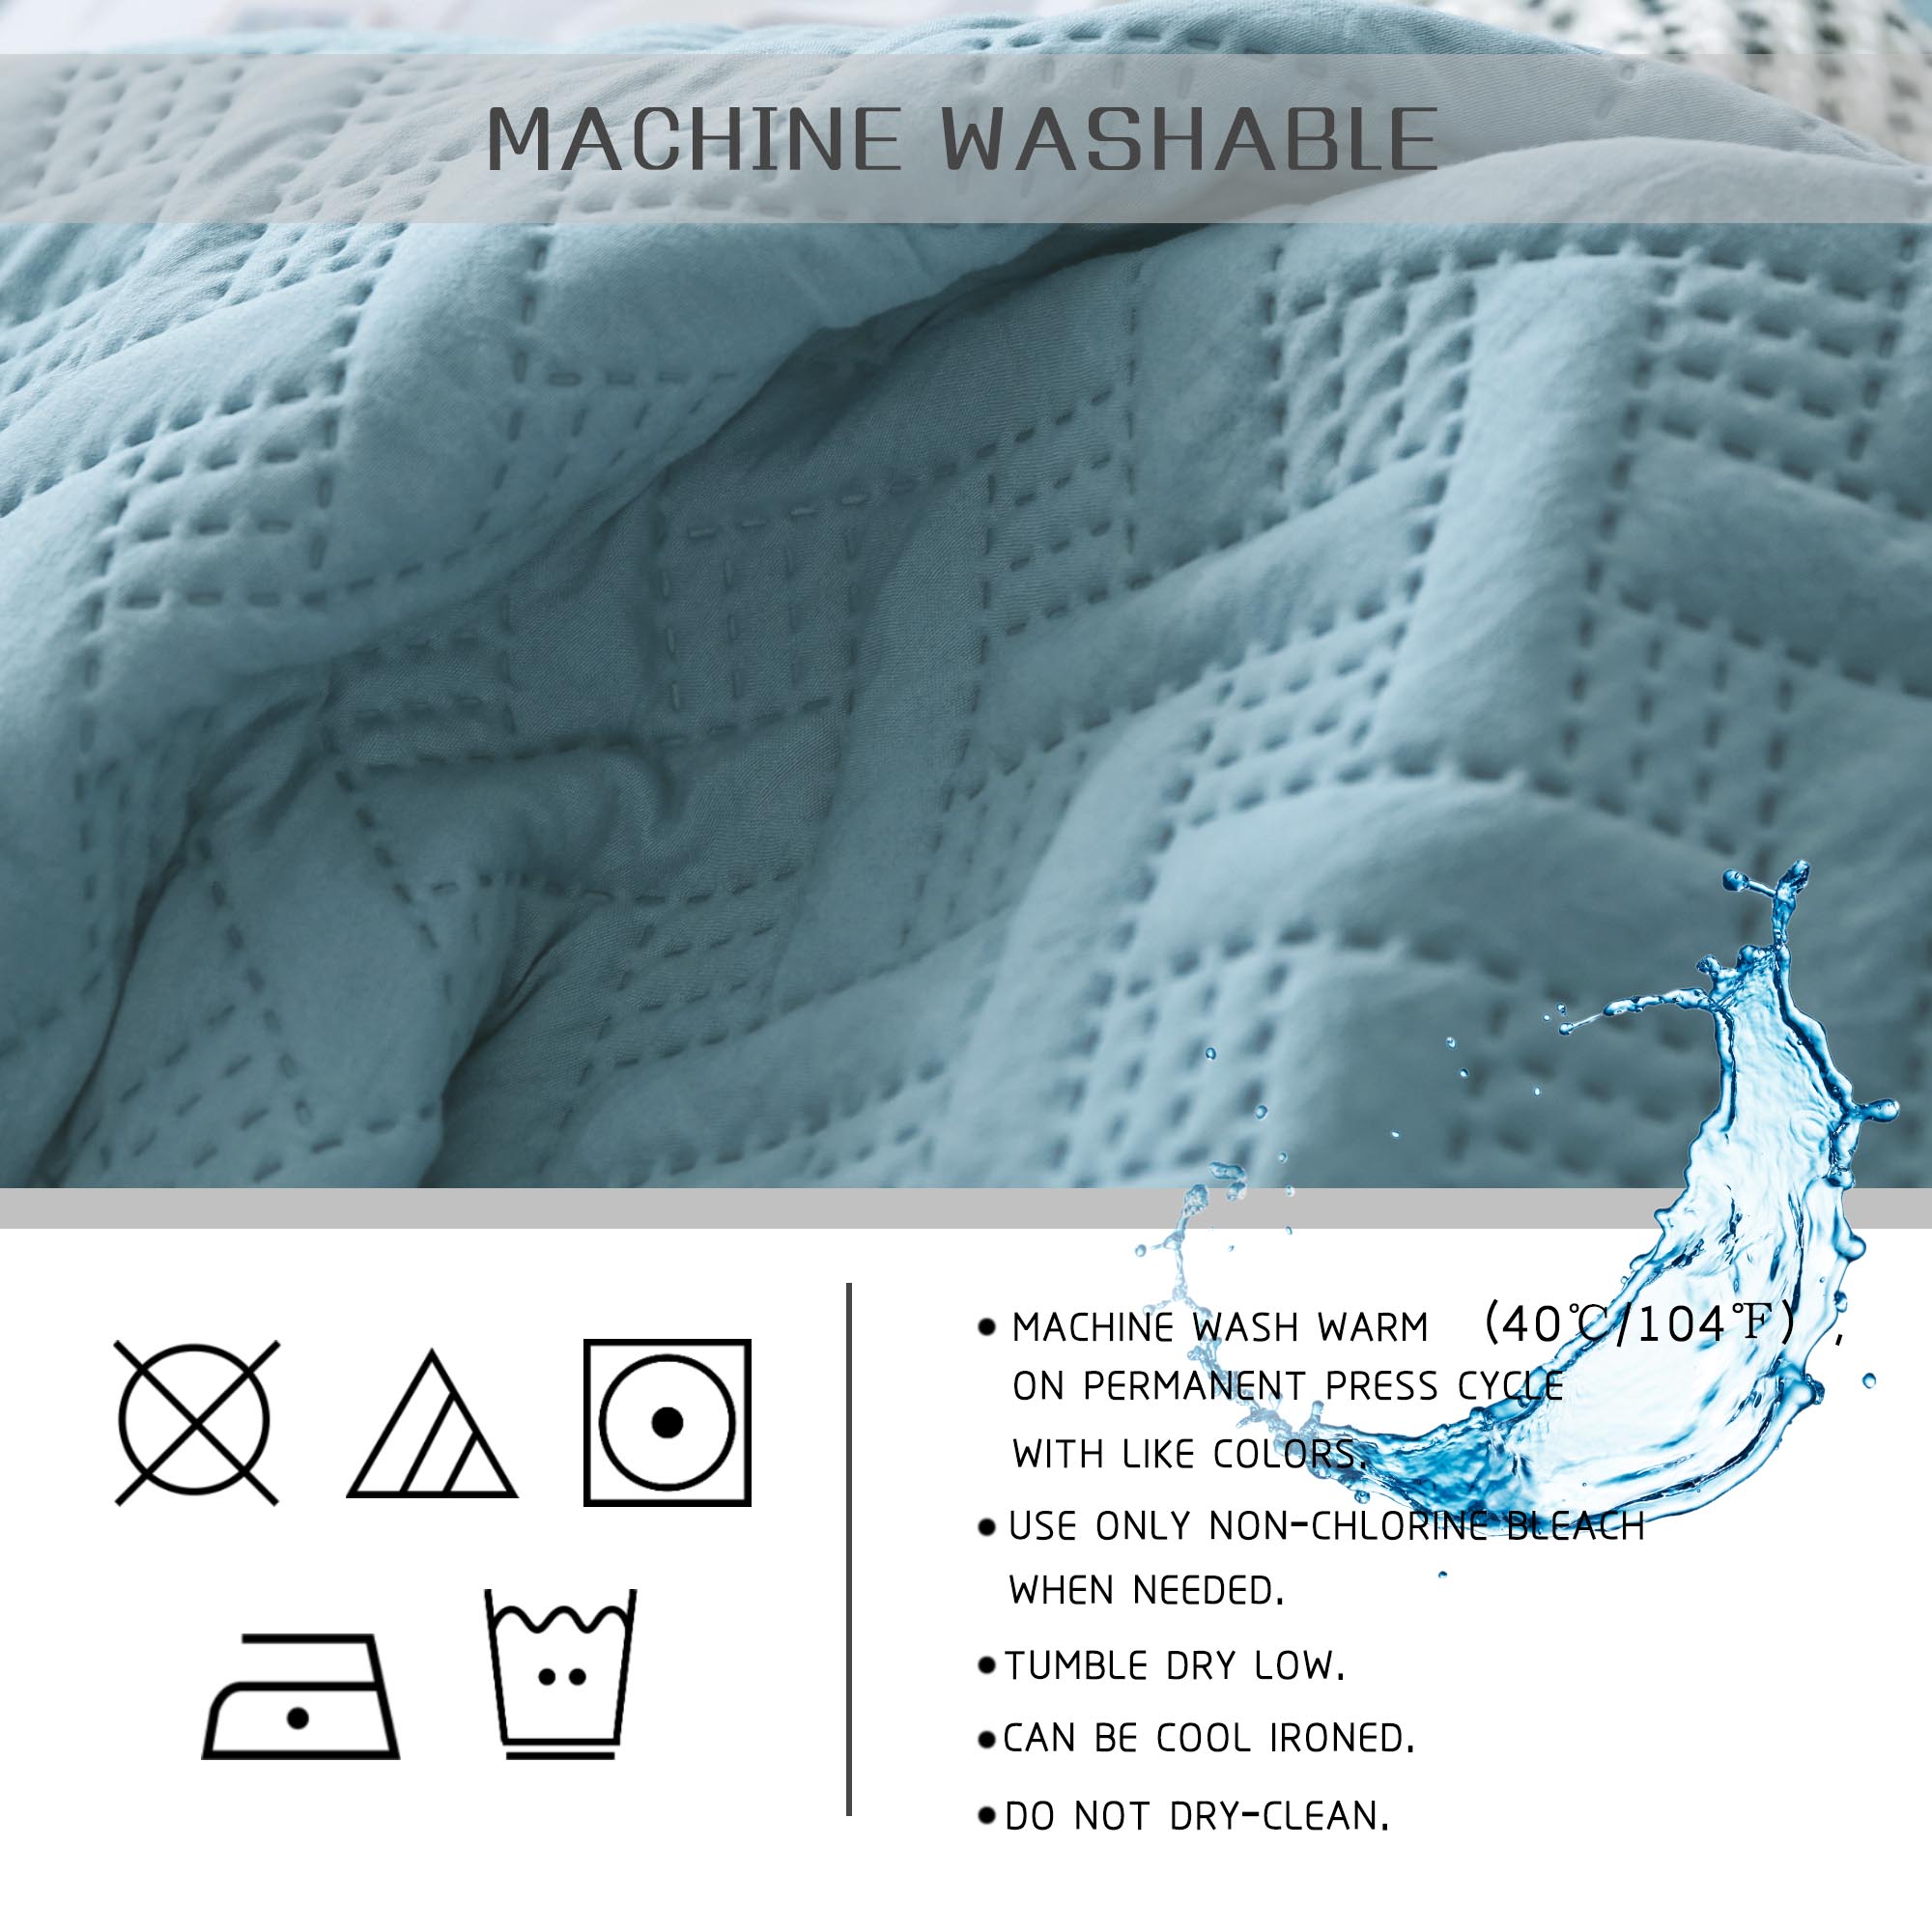 MACHINE WASHABLE
MACHINE WASH WARM (40℃/104℉) ,
ON PERMANENT PRESS CYCLE
WITH LIKE COLORS.
USE ONLY NON-CHLORINE BLEACH
WHEN NEEDED.
TUMBLE DRY LOW.
CAN BE COOL IRONED.
DO NOT DRY-CLEAN.